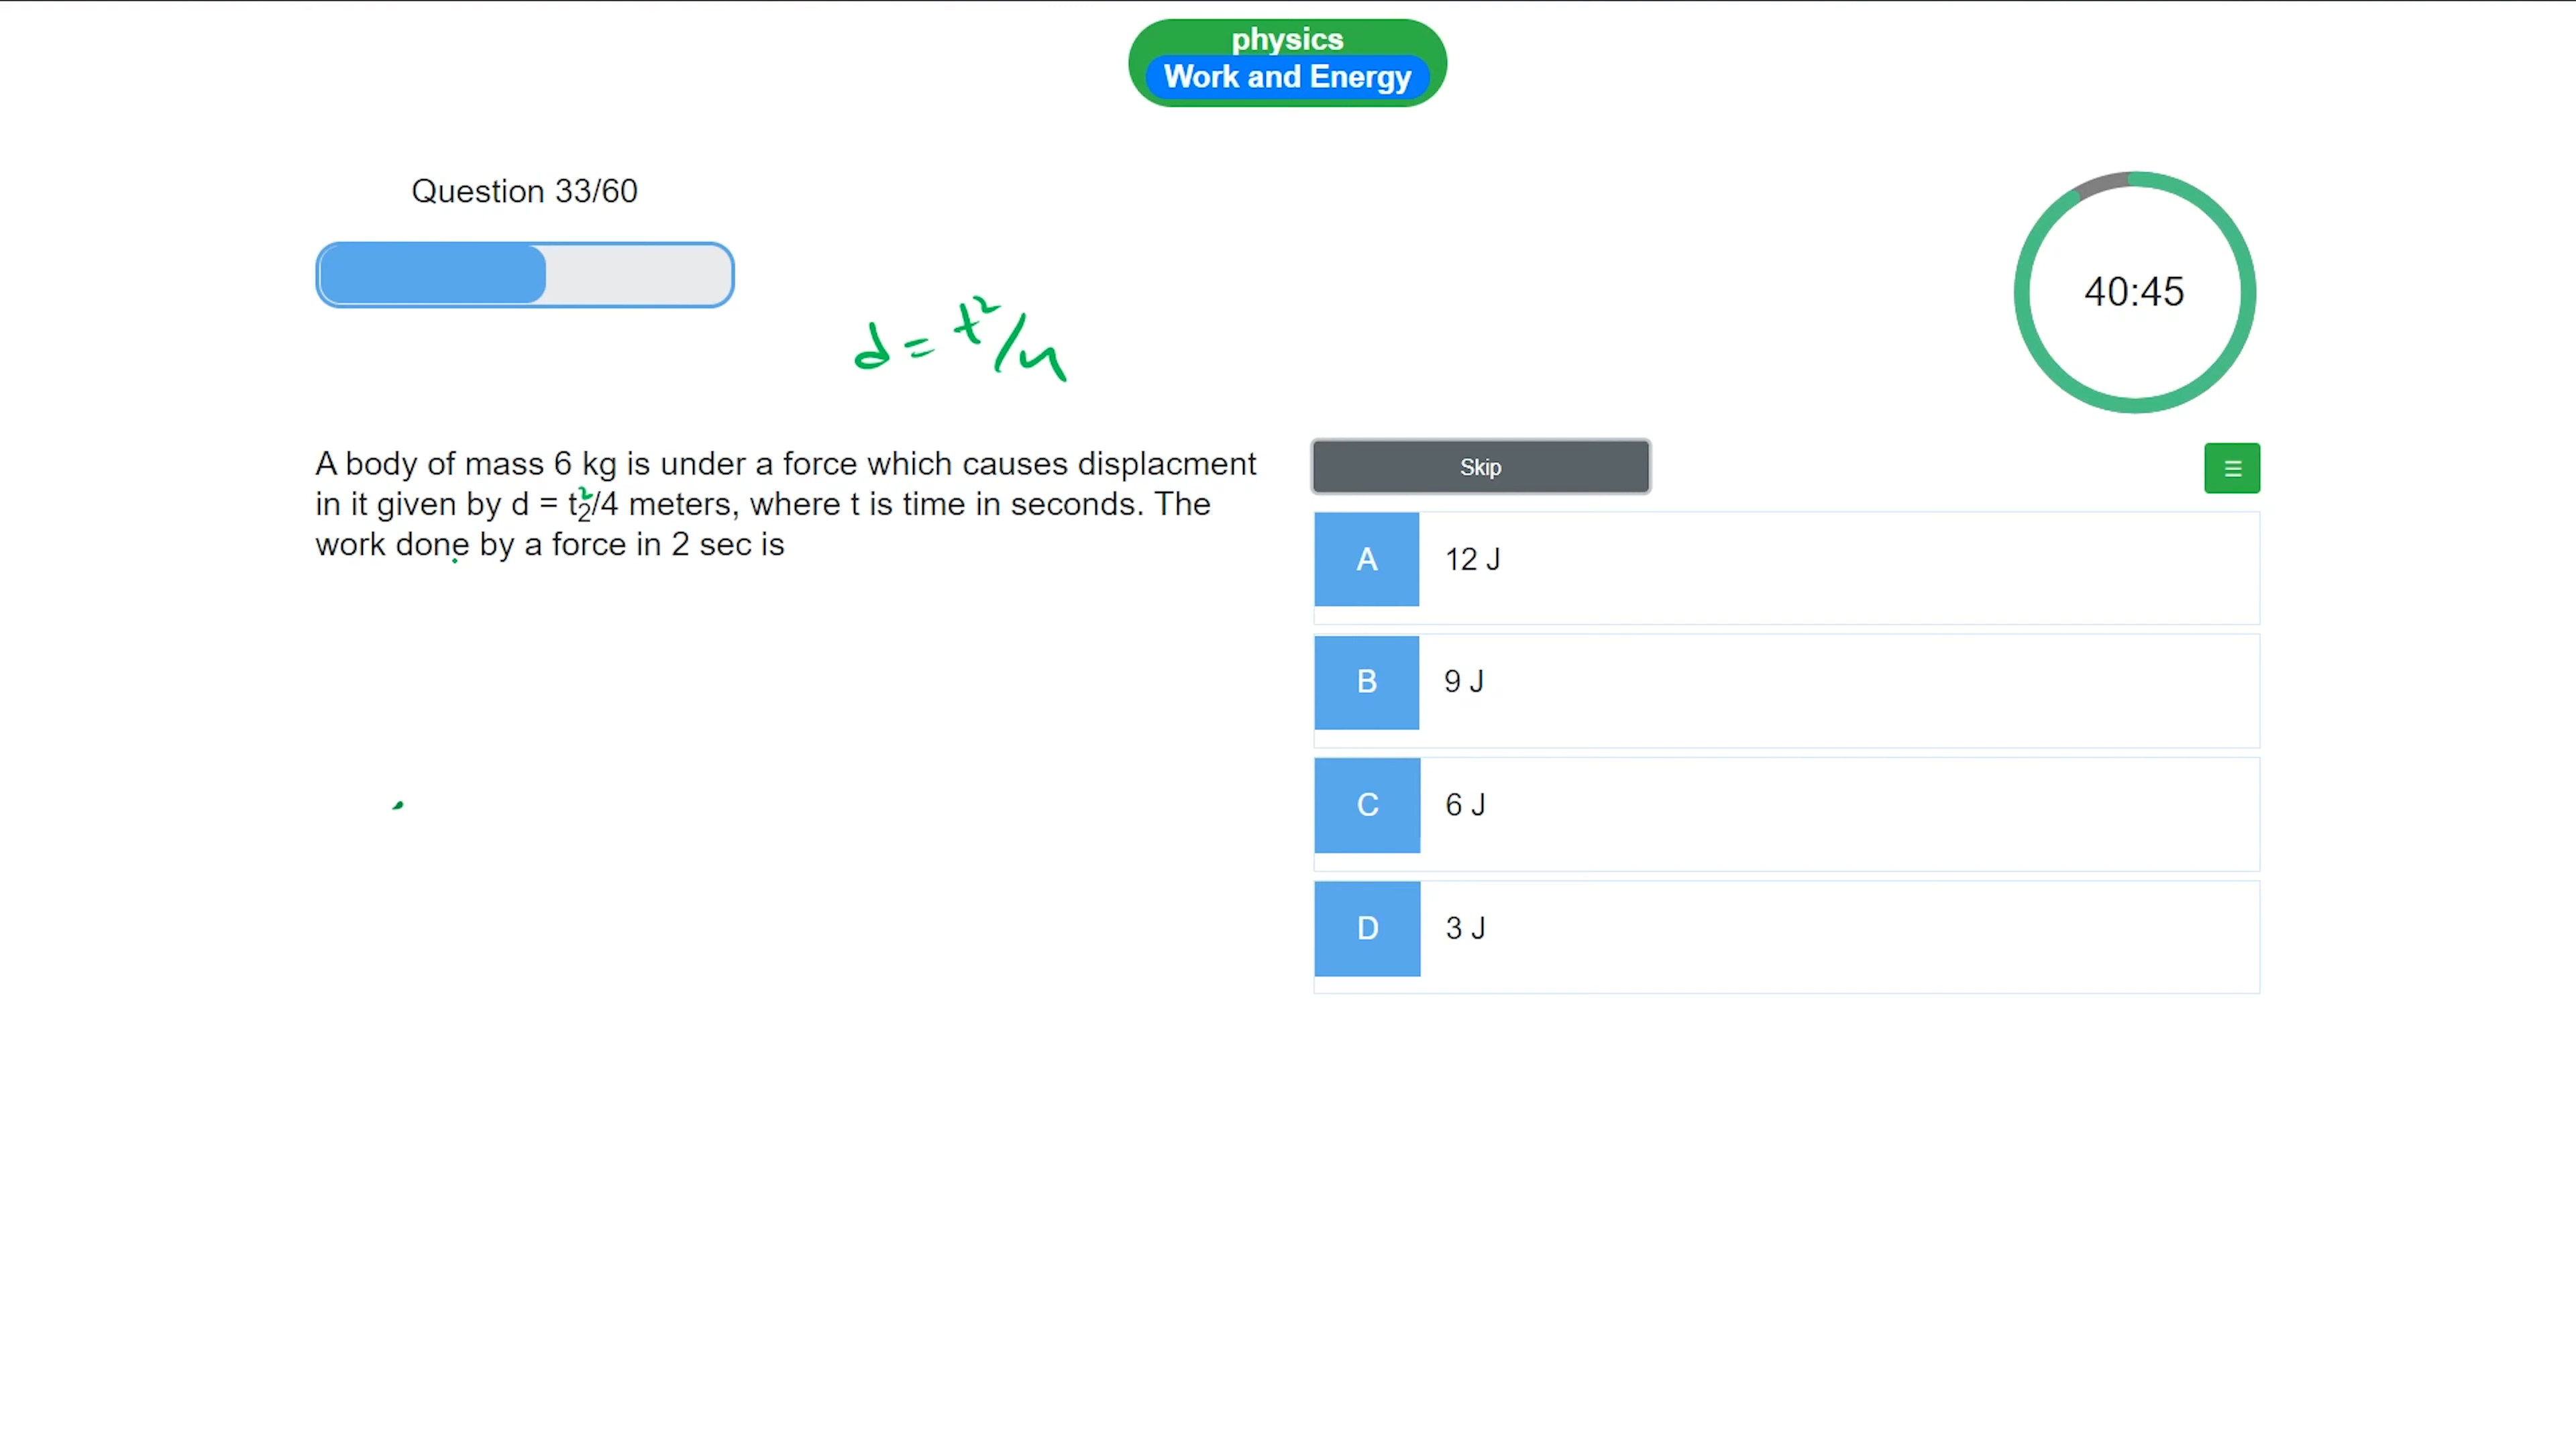 physics
Work and Energy
Question 33/60
40:45
d = t²/4
A body of mass 6 kg is under a force which causes displacment
in it given by d = t₂²/4 meters, where t is time in seconds. The
work done by a force in 2 sec is
Skip
A 12 J
B 9 J
C 6 J
D 3 J